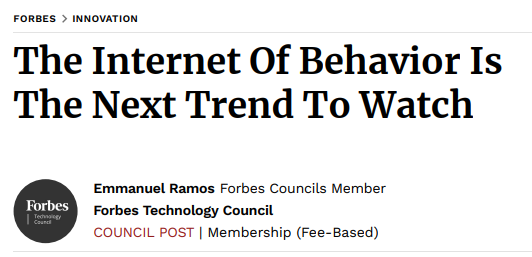 FORBES > INNOVATION
The Internet Of Behavior Is
The Next Trend To Watch
Emmanuel Ramos Forbes Councils Member
Forbes
Technology
Council
Forbes Technology Council
COUNCIL POST | Membership (Fee-Based)